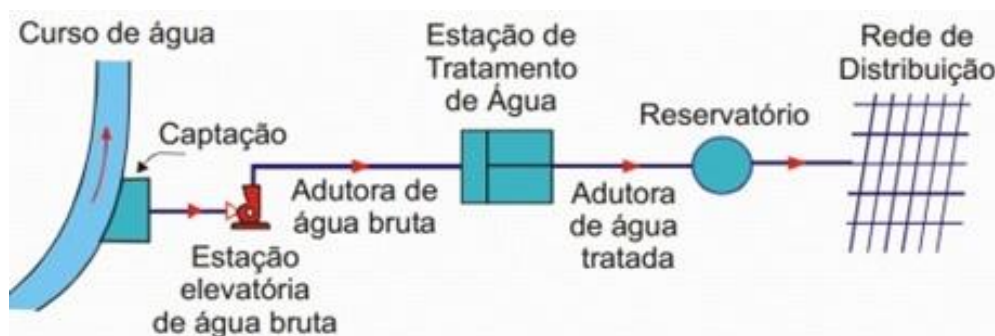 Curso de água
Captação
Estação
elevatória
de água bruta
Adutora de
água bruta
Estação de
Tratamento
de Água
Adutora
de água
tratada
Reservatório
Rede de
Distribuição